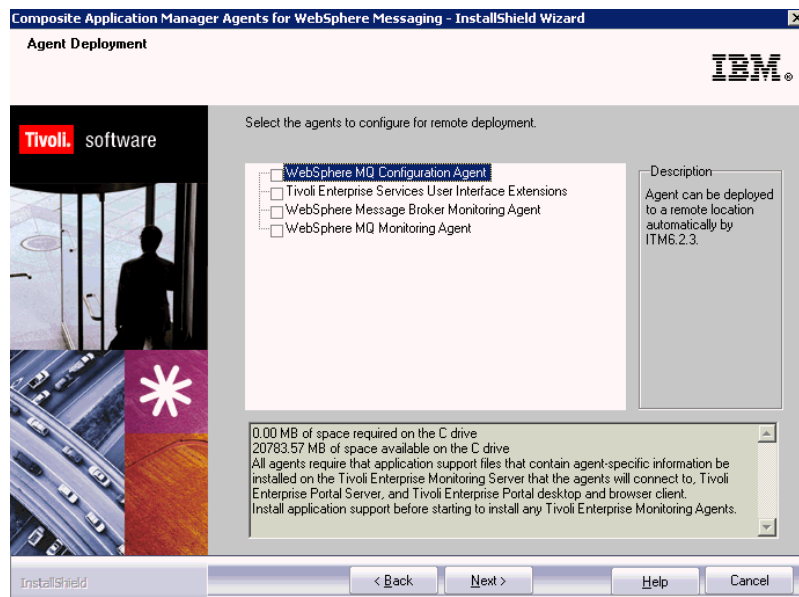 Composite Application Manager Agents for WebSphere Messaging - InstallShield Wizard
Agent Deployment
IBM®
Tivoli. software
Select the agents to configure for remote deployment.
WebSphere MQ Configuration Agent
Tivoli Enterprise Services User Interface Extensions
WebSphere Message Broker Monitoring Agent
WebSphere MQ Monitoring Agent
Description
Agent can be deployed
to a remote location
automatically by
ITM6.2.3.
0.00 MB of space required on the C drive
20783.57 MB of space available on the C drive
All agents require that application support files that contain agent-specific information be
installed on the Tivoli Enterprise Monitoring Server that the agents will connect to, Tivoli
Enterprise Portal Server, and Tivoli Enterprise Portal desktop and browser client.
Install application support before starting to install any Tivoli Enterprise Monitoring Agents.
InstallShield
< Back
Next >
Help
Cancel